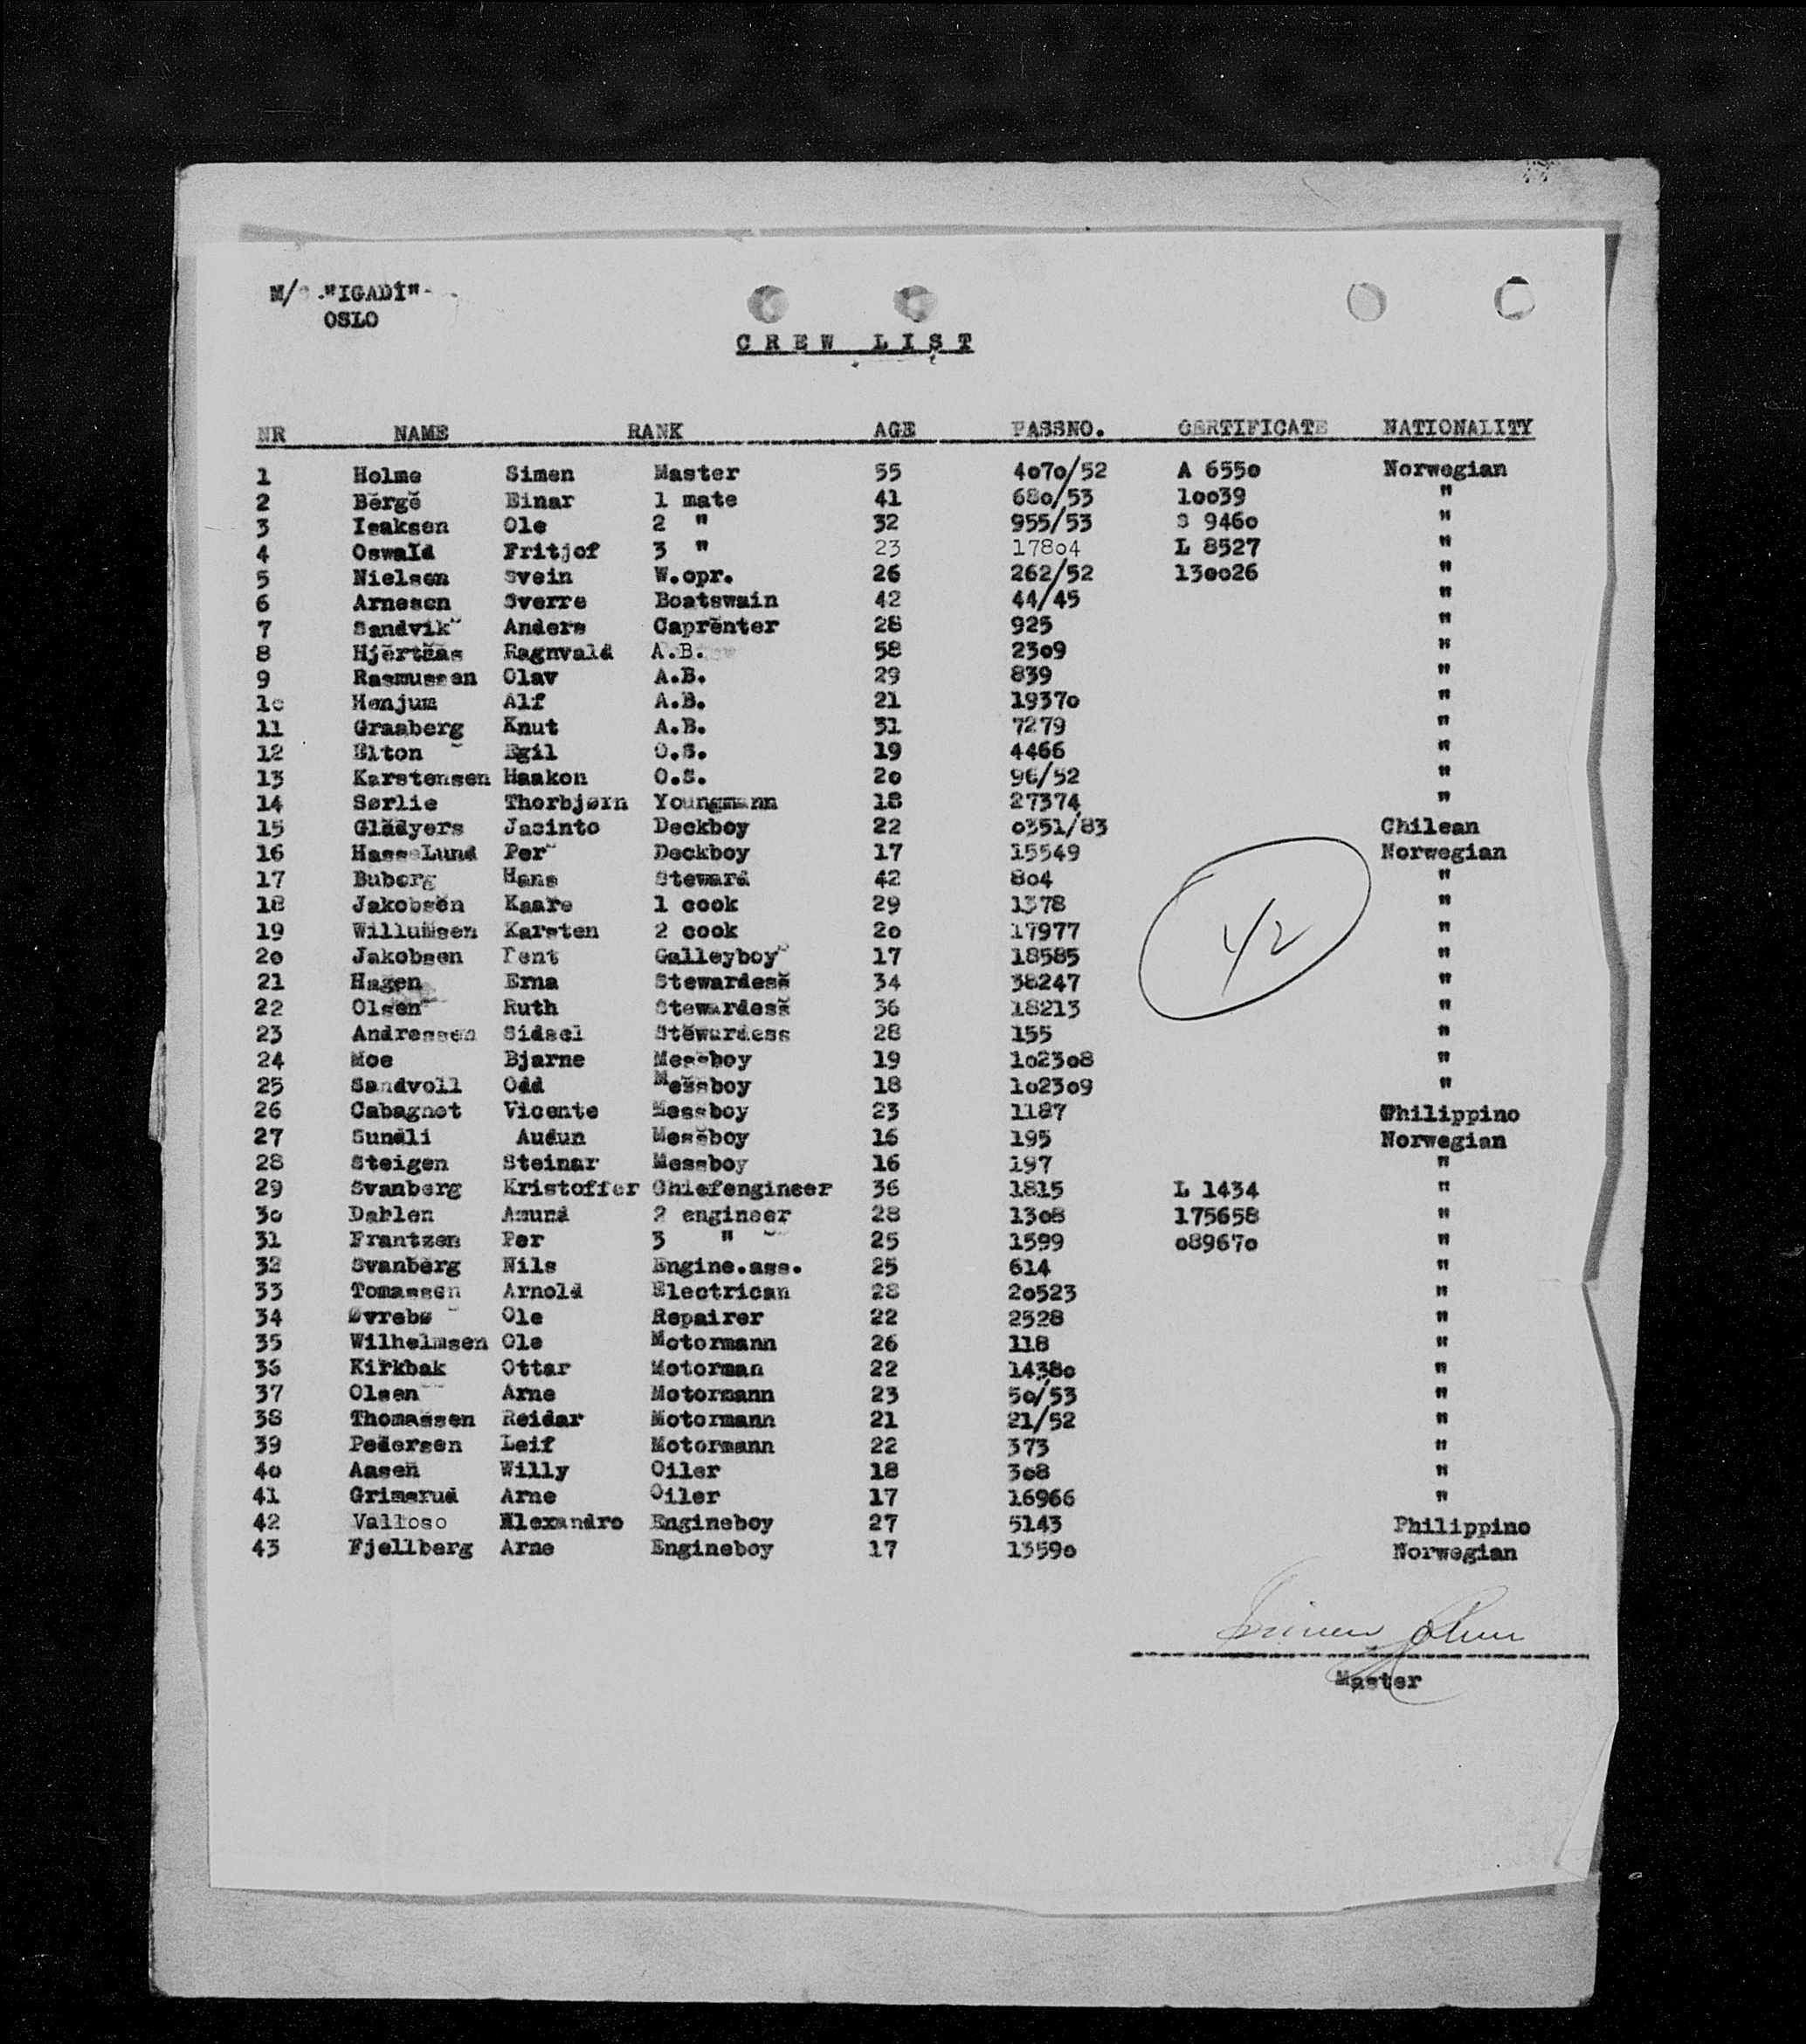 M/S "IGADI"
OSLO
CREW LIST
NR NAME RANK AGE PASSNO. CERTIFICATE NATIONALITY
1 Holme Simen Master 55 4070/52 A 6550 Norwegian
2 Berge Einar 1 mate 41 680/53 10039 "
3 Isaksen Ole 2 " 32 955/53 S 9460 "
4 Oswald Fritjof 3 " 23 17804 L 8527 "
5 Nielsen Svein W.opr. 26 262/52 130026 "
6 Arnesen Sverre Boatswain 42 44/45 "
7 Sandvik Anders Caprenter 28 925 "
8 Hjertaas Ragnvald A.B. 58 2309 "
9 Rasmussen Olav A.B. 29 839 "
10 Henjum Alf A.B. 21 19370 "
11 Graaberg Knut A.B. 31 7279 "
12 Elton Egil O.S. 19 4466 "
13 Karstensen Haakon O.S. 20 96/52 "
14 Sørlie Thorbjørn Youngmann 18 27374 "
15 Gladyers Jacinto Deckboy 22 0351/83 Chilean
16 HasseLund Per Deckboy 17 15549 Norwegian
17 Buberg Hans Steward 42 804 "
18 Jakobsen Kaare 1 cook 29 1378 "
19 Willumsen Karsten 2 cook 20 17977 "
20 Jakobsen Bent Galleyboy 17 18585 "
21 Hagen Erna Stewardess 34 38247 "
22 Olsen Ruth Stewardess 36 18213 "
23 Andressen Sidsel Stewardess 28 155 "
24 Moe Bjarne Messboy 19 102308 "
25 Sandvoll Odd Messboy 18 102309 "
26 Cabagnot Vicente Messboy 23 1187 Philippino
27 Sundli Audun Messboy 16 195 Norwegian
28 Steigen Steinar Messboy 16 197 "
29 Svanberg Kristoffer Chiefengineer 36 1815 L 1434 "
30 Dahlen Amund 2 engineer 28 1308 175658 "
31 Frantzen Per 3 " 25 1599 089670 "
32 Svanberg Nils Engine.ass. 25 614 "
33 Tomassen Arnold Electrican 28 20523 "
34 Øvrebø Ole Repairer 22 2528 "
35 Wilhelmsen Ole Motormann 26 118 "
36 Kirkbak Ottar Motorman 22 14380 "
37 Olsen Arne Motormann 23 50/53 "
38 Thomassen Reidar Motormann 21 21/52 "
39 Pedersen Leif Motormann 22 373 "
40 Aasen Willy Oiler 18 308 "
41 Grimsrud Arne Oiler 17 16966 "
42 Valloso Alexandro Engineboy 27 5143 Philippino
43 Fjellberg Arne Engineboy 17 13590 Norwegian
42
Simen Holme
Master